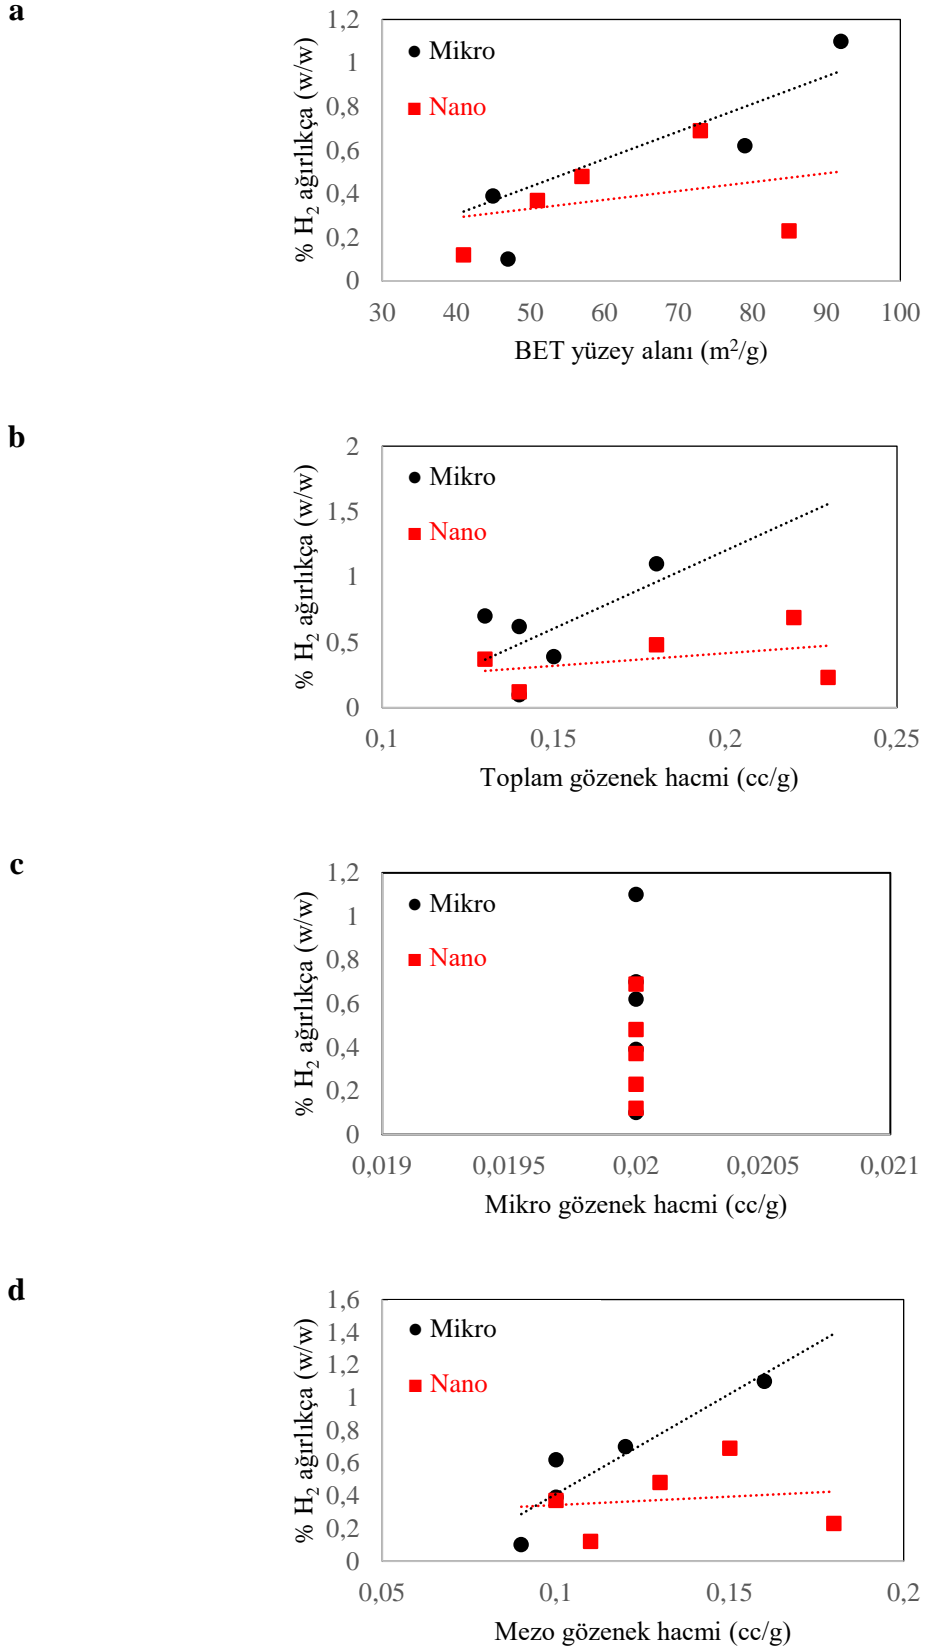 a
% H₂ ağırlıkça (w/w)
1,2
1
0,8
0,6
0,4
0,2
0
Mikro
Nano
30 40 50 60 70 80 90 100
BET yüzey alanı (m²/g)
b
% H₂ ağırlıkça (w/w)
2
1,5
1
0,5
0
Mikro
Nano
0,1 0,15 0,2 0,25
Toplam gözenek hacmi (cc/g)
c
% H₂ ağırlıkça (w/w)
1,2
1
0,8
0,6
0,4
0,2
0
Mikro
Nano
0,019 0,0195 0,02 0,0205 0,021
Mikro gözenek hacmi (cc/g)
d
% H₂ ağırlıkça (w/w)
1,6
1,4
1,2
1
0,8
0,6
0,4
0,2
0
Mikro
Nano
0,05 0,1 0,15 0,2
Mezo gözenek hacmi (cc/g)